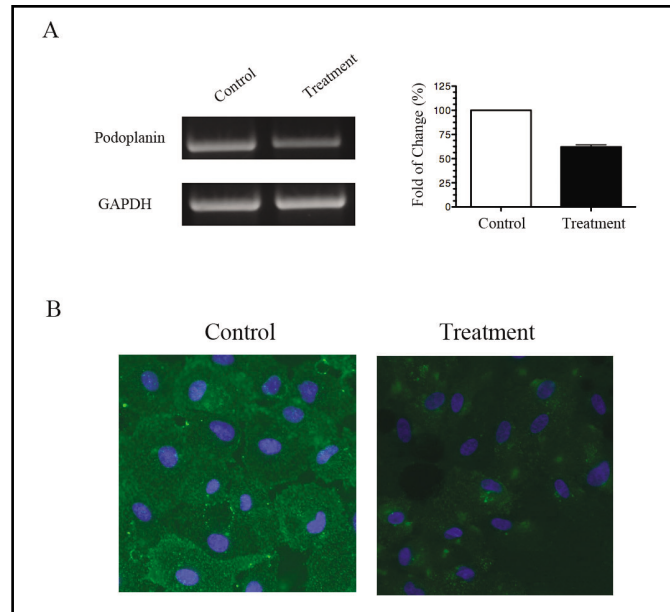 A
Control
Treatment
Podoplanin
GAPDH
Fold of Change (%)
125
100
75
50
25
0
Control
Treatment
B
Control
Treatment